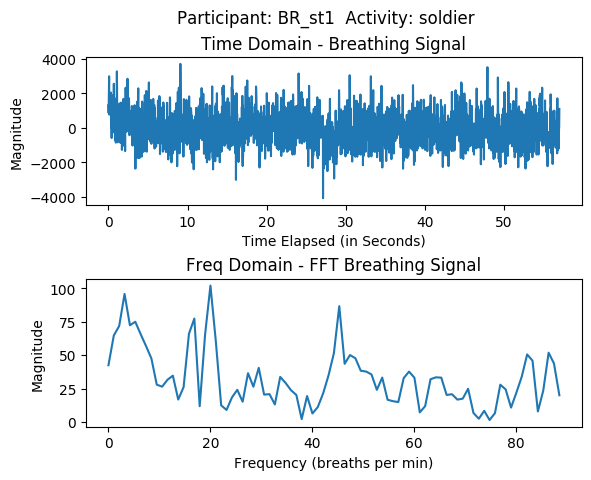 Participant: BR_st1  Activity: soldier
Time Domain - Breathing Signal
4000
2000
0
−2000
−4000
Magnitude
0 10 20 30 40 50
Time Elapsed (in Seconds)
Freq Domain - FFT Breathing Signal
100
75
50
25
0
Magnitude
0 20 40 60 80
Frequency (breaths per min)